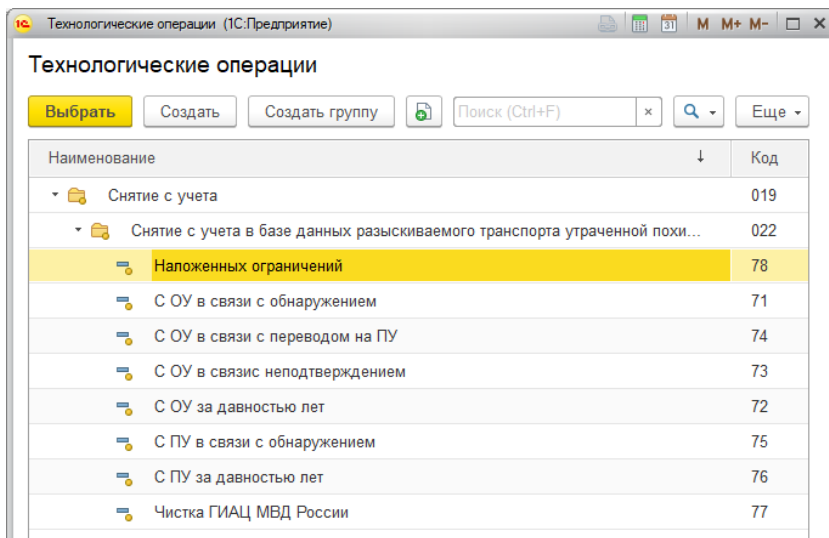 1С Технологические операции (1С:Предприятие) 31 M M+ M-
Технологические операции
Выбрать Создать Создать группу Поиск (Ctrl+F) × Еще
Наименование ↓ Код
Снятие с учета 019
Снятие с учета в базе данных разыскиваемого транспорта утраченной похи... 022
Наложенных ограничений 78
С ОУ в связи с обнаружением 71
С ОУ в связи с переводом на ПУ 74
С ОУ в связис неподтверждением 73
С ОУ за давностью лет 72
С ПУ в связи с обнаружением 75
С ПУ за давностью лет 76
Чистка ГИАЦ МВД России 77